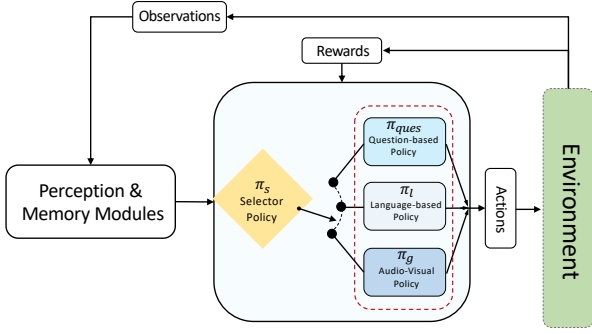 Observations
Rewards
Perception &
Memory Modules
π_s
Selector
Policy
π_ques
Question-based
Policy
π_l
Language-based
Policy
π_g
Audio-Visual
Policy
Actions
Environment